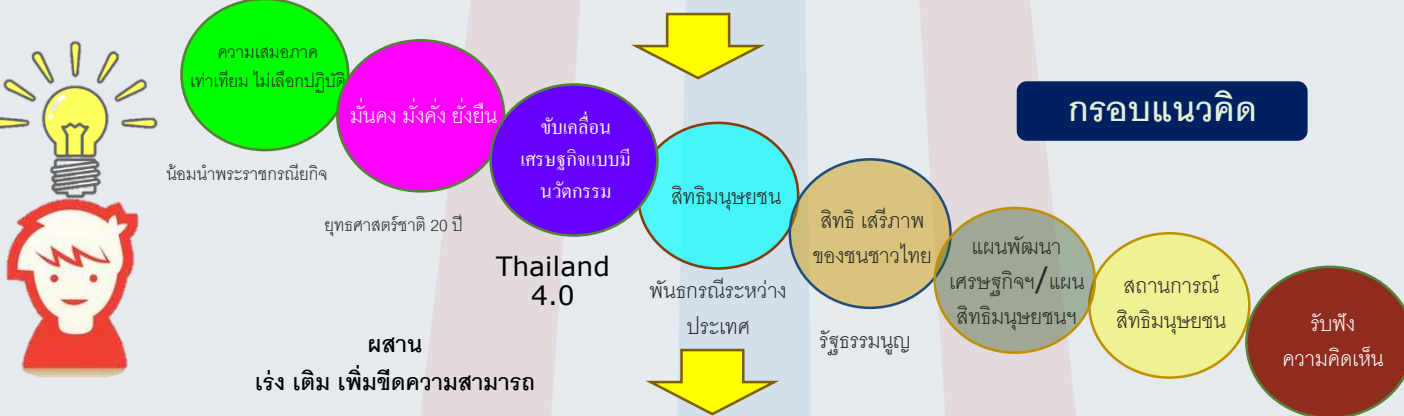 กรอบแนวคิด
ความเสมอภาค
เท่าเทียม ไม่เลือกปฏิบัติ
น้อมนำพระราชกรณียกิจ
มั่นคง มั่งคั่ง ยั่งยืน
ยุทธศาสตร์ชาติ 20 ปี
ขับเคลื่อน
เศรษฐกิจแบบมี
นวัตกรรม
Thailand
4.0
สิทธิมนุษยชน
พันธกรณีระหว่าง
ประเทศ
สิทธิ เสรีภาพ
ของชนชาวไทย
รัฐธรรมนูญ
แผนพัฒนา
เศรษฐกิจฯ/แผน
สิทธิมนุษยชนฯ
สถานการณ์
สิทธิมนุษยชน
รับฟัง
ความคิดเห็น
ผสาน
เร่ง เติม เพิ่มขีดความสามารถ